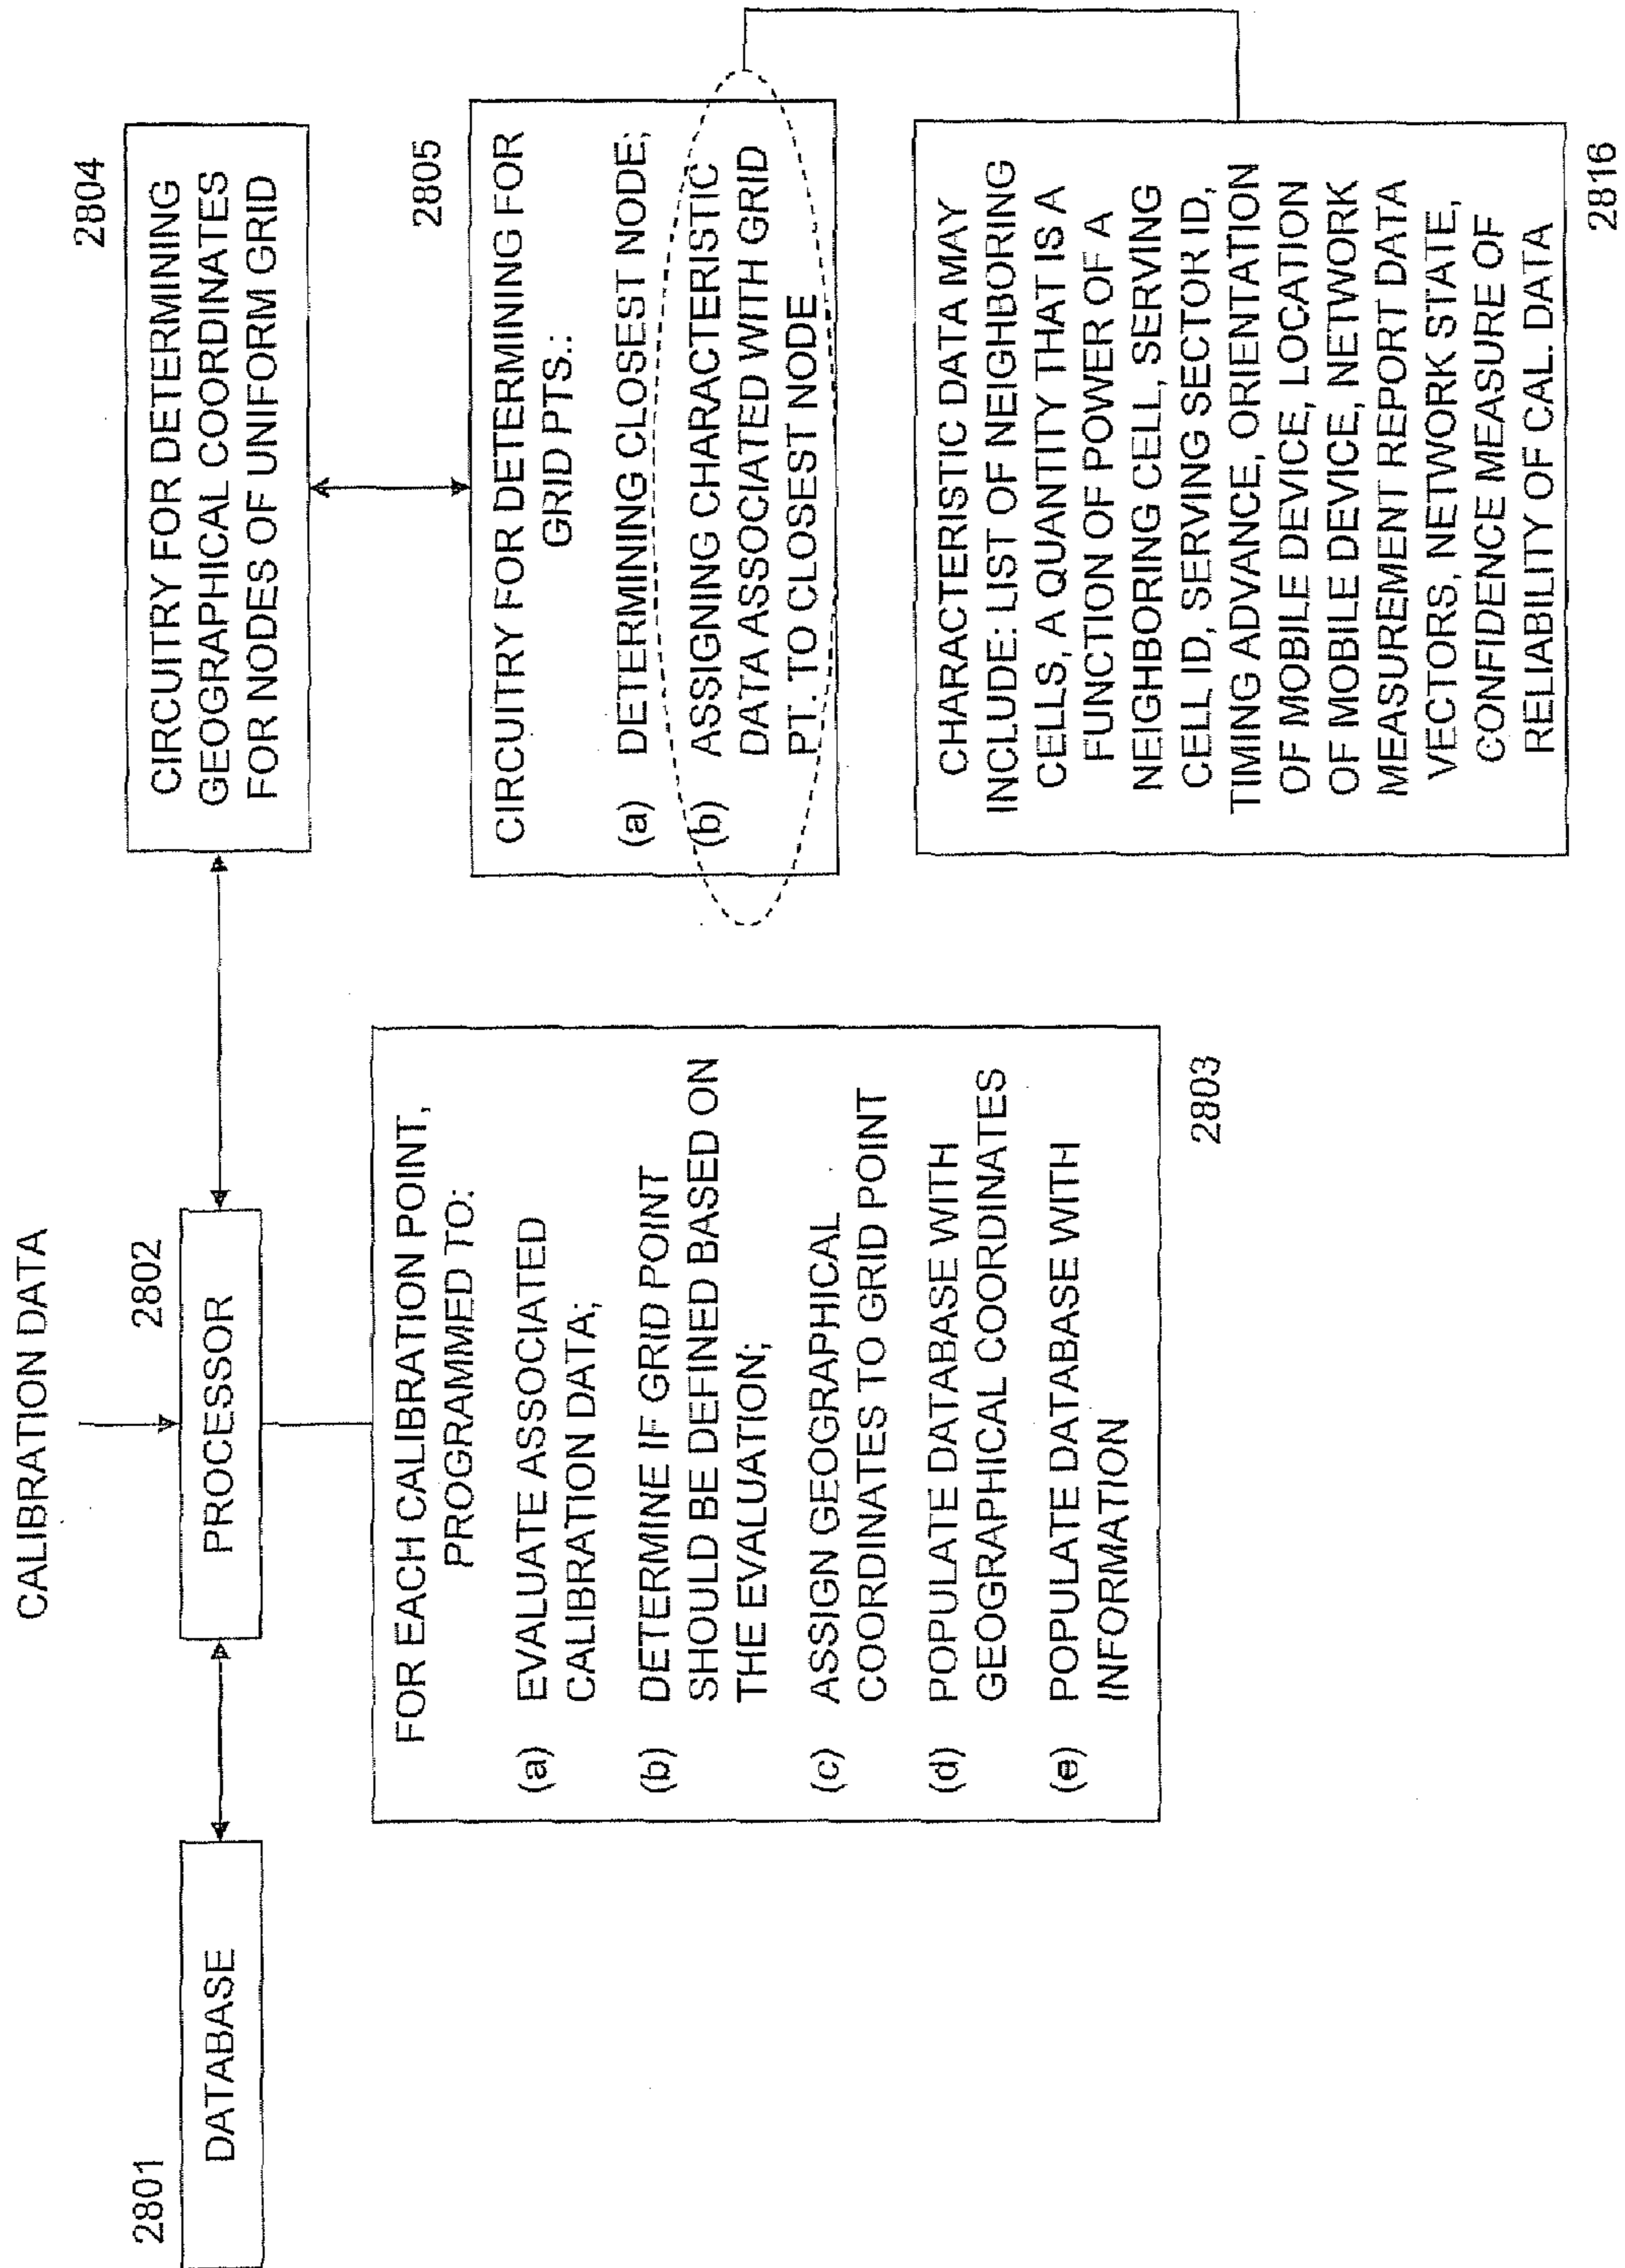 CALIBRATION DATA
2801
DATABASE
2802
PROCESSOR
2804
CIRCUITRY FOR DETERMINING
GEOGRAPHICAL COORDINATES
FOR NODES OF UNIFORM GRID
FOR EACH CALIBRATION POINT,
PROGRAMMED TO:
(a) EVALUATE ASSOCIATED
CALIBRATION DATA;
(b) DETERMINE IF GRID POINT
SHOULD BE DEFINED BASED ON
THE EVALUATION;
(c) ASSIGN GEOGRAPHICAL
COORDINATES TO GRID POINT
(d) POPULATE DATABASE WITH
GEOGRAPHICAL COORDINATES
(e) POPULATE DATABASE WITH
INFORMATION
2803
2805
CIRCUITRY FOR DETERMINING FOR
GRID PTS.:
(a) DETERMINING CLOSEST NODE;
(b) ASSIGNING CHARACTERISTIC
DATA ASSOCIATED WITH GRID
PT. TO CLOSEST NODE
CHARACTERISTIC DATA MAY
INCLUDE: LIST OF NEIGHBORING
CELLS, A QUANTITY THAT IS A
FUNCTION OF POWER OF A
NEIGHBORING CELL, SERVING
CELL ID, SERVING SECTOR ID,
TIMING ADVANCE, ORIENTATION
OF MOBILE DEVICE, LOCATION
OF MOBILE DEVICE, NETWORK
MEASUREMENT REPORT DATA
VECTORS, NETWORK STATE,
CONFIDENCE MEASURE OF
RELIABILITY OF CAL. DATA
2816